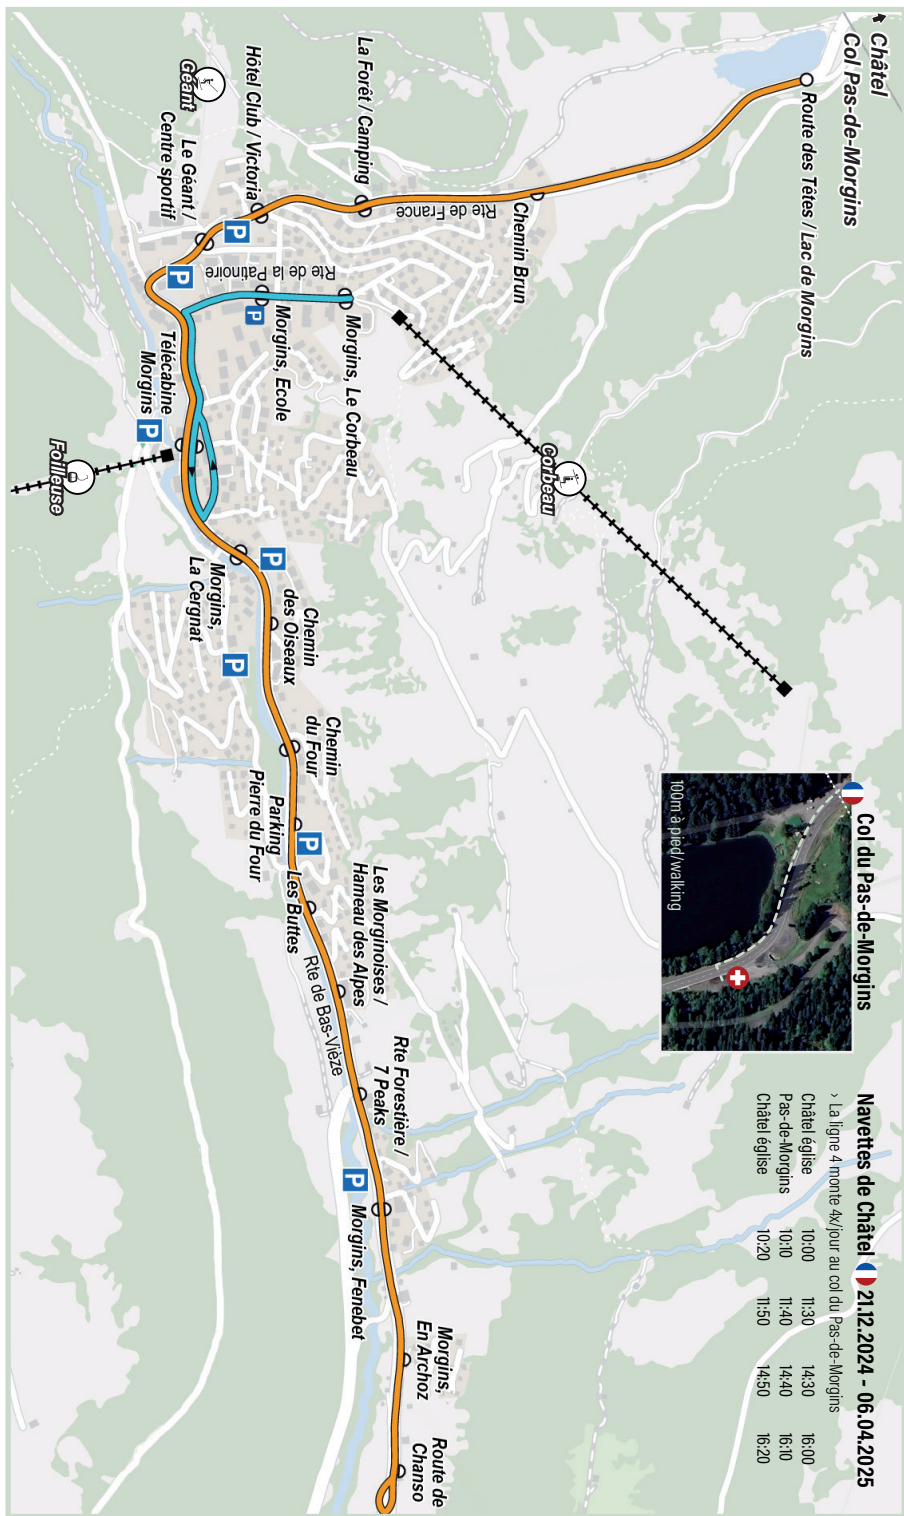 Châtel
Col Pas-de-Morgins
Route des Têtes / Lac de Morgins
Chemin Brun
Rte de France
La Forêt / Camping
Hôtel Club / Victoria
Géant
Le Géant /
Centre sportif
P
P
Rte de la Patinoire
Morgins, Le Corbeau
Morgins, Ecole
P
Corbeau
Télécabine
Morgins
P
Foilleuse
P
Morgins,
La Cergnat
Chemin
des Oiseaux
P
Chemin
du Four
Parking
Pierre du Four
P
Les Buttes
Les Morginoises /
Hameau des Alpes
Rte de Bas-Vièze
Rte Forestière /
7 Peaks
P
Morgins, Fenebet
Morgins,
En Archoz
Route de
Chanso
Col du Pas-de-Morgins
100m à pied/walking
Navettes de Châtel 21.12.2024 - 06.04.2025
› La ligne 4 monte 4x/jour au col du Pas-de-Morgins
Châtel église 10:00 11:30 14:30 16:00
Pas-de-Morgins 10:10 11:40 14:40 16:10
Châtel église 10:20 11:50 14:50 16:20